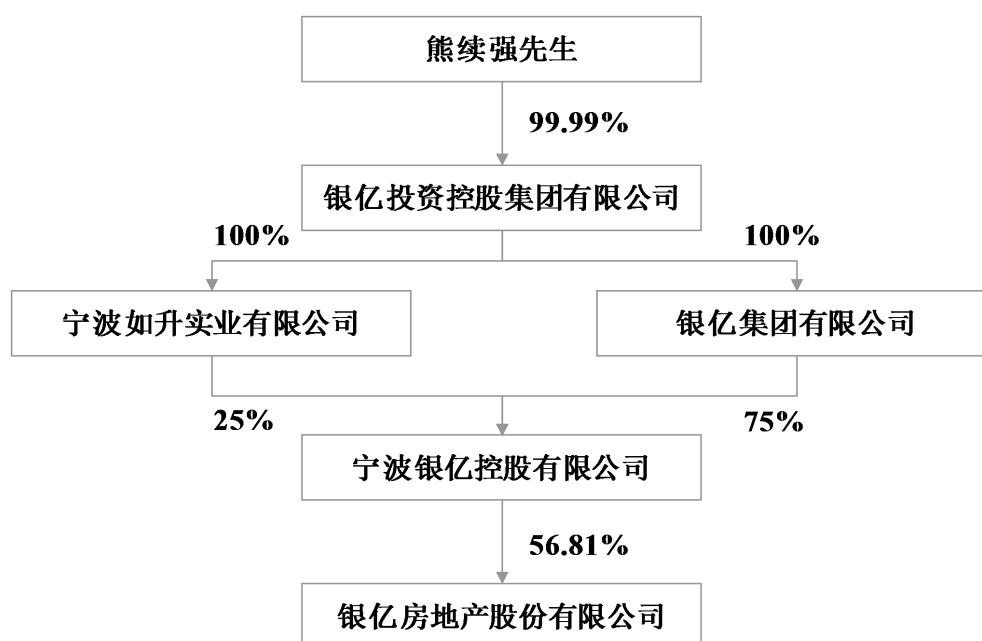 熊续强先生
99.99%
银亿投资控股集团有限公司
100%
100%
宁波如升实业有限公司
银亿集团有限公司
25%
75%
宁波银亿控股有限公司
56.81%
银亿房地产股份有限公司